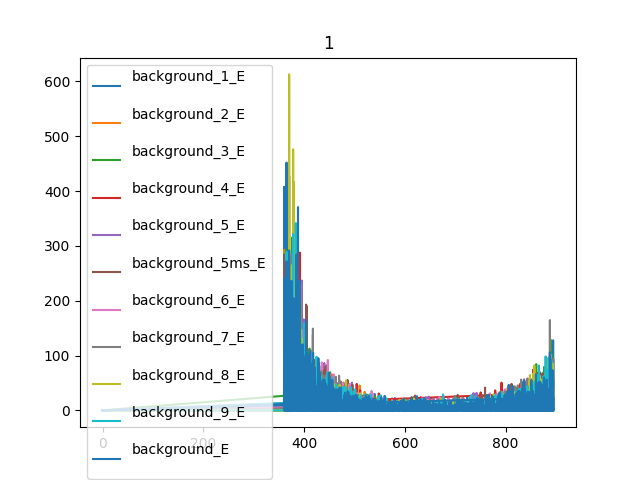 1
600
500
400
300
200
100
0
background_1_E
background_2_E
background_3_E
background_4_E
background_5_E
background_5ms_E
background_6_E
background_7_E
background_8_E
background_9_E
background_E
0 200 400 600 800